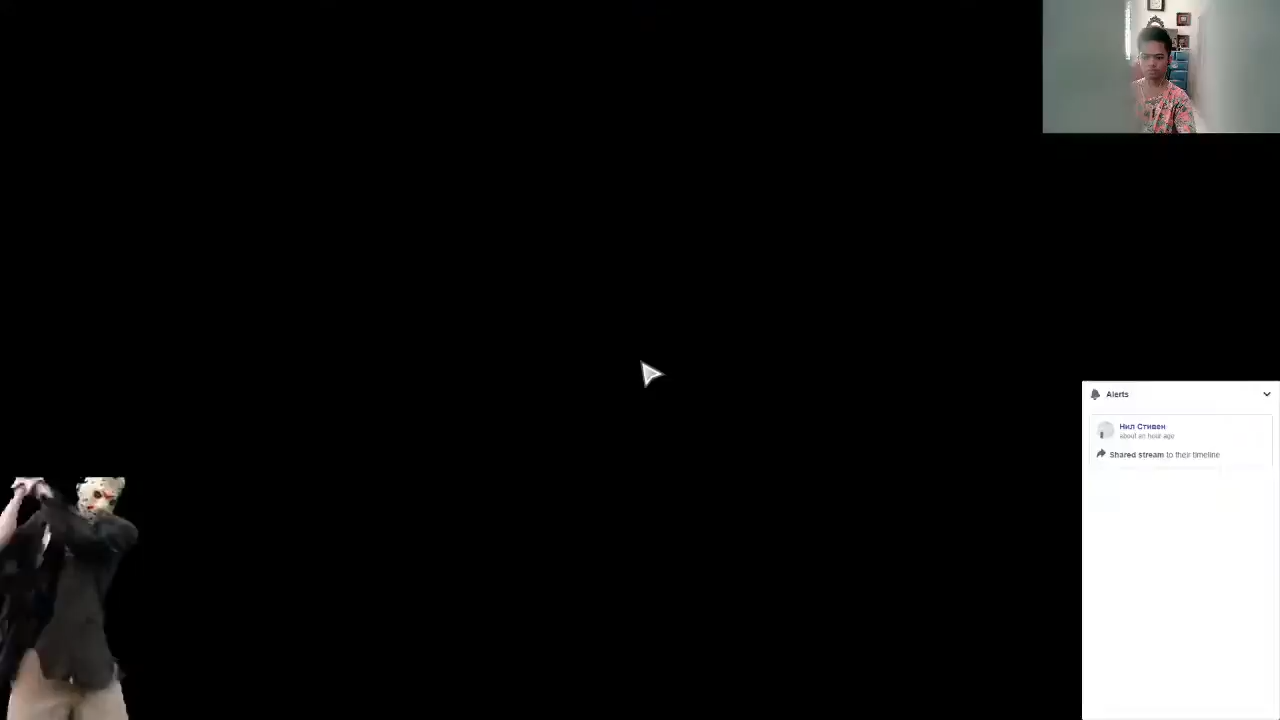 Alerts
Нил Стивен
about an hour ago
Shared stream to their timeline